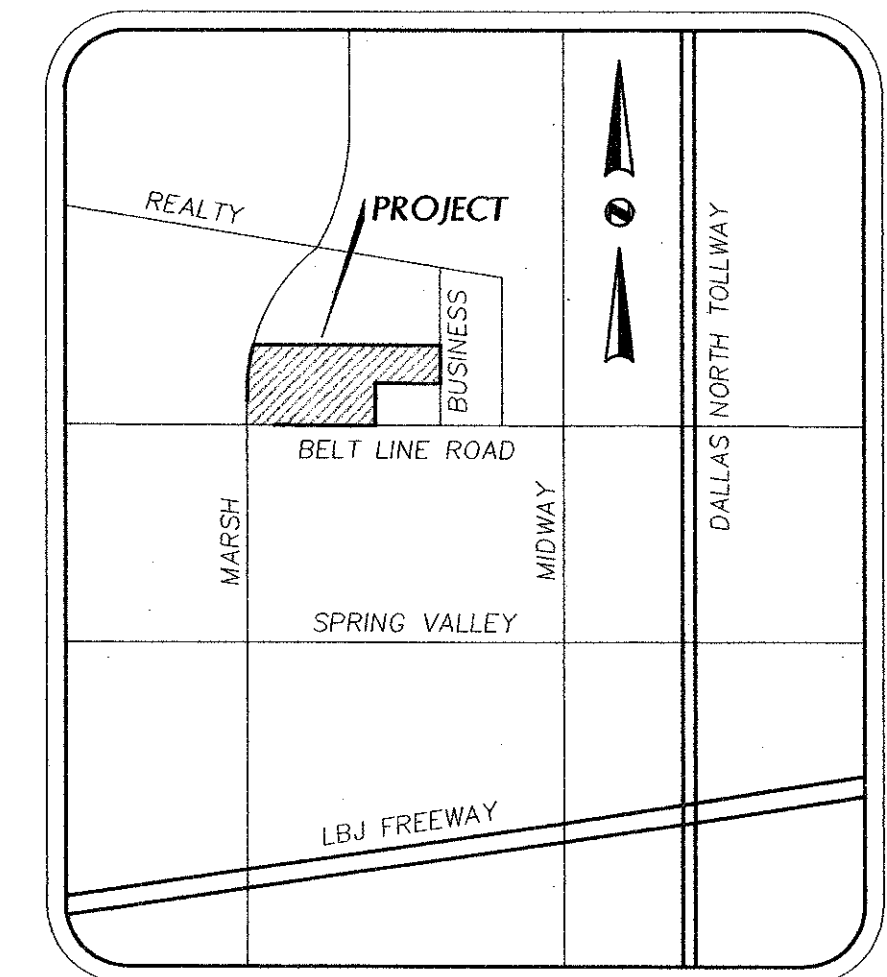 REALTY
PROJECT
BUSINESS
DALLAS NORTH TOLLWAY
BELT LINE ROAD
MARSH
MIDWAY
SPRING VALLEY
LBJ FREEWAY